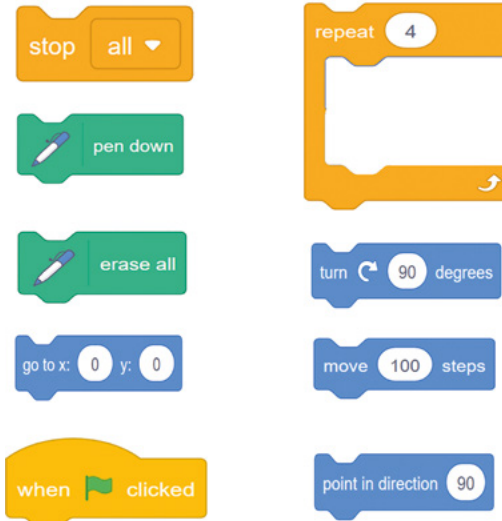 stop all
pen down
erase all
go to x: 0 y: 0
when clicked
repeat 4
turn 90 degrees
move 100 steps
point in direction 90